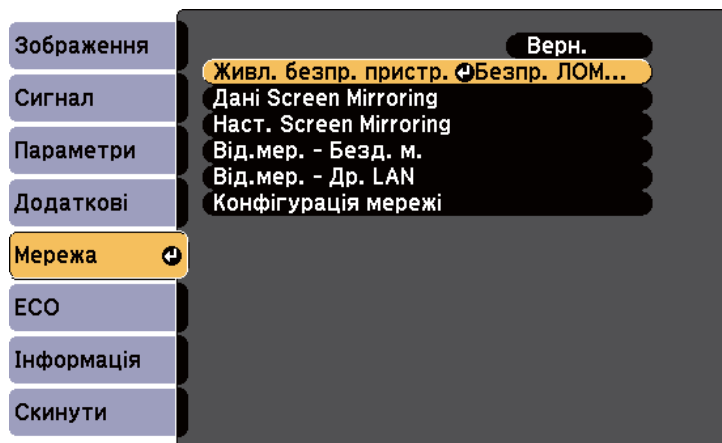 Зображення
Сигнал
Параметри
Додаткові
Мережа
ECO
Інформація
Скинути
Верн.
Живл. безпр. пристр. Безпр. ЛОМ...
Дані Screen Mirroring
Наст. Screen Mirroring
Від.мер. - Безд. м.
Від.мер. - Др. LAN
Конфігурація мережі